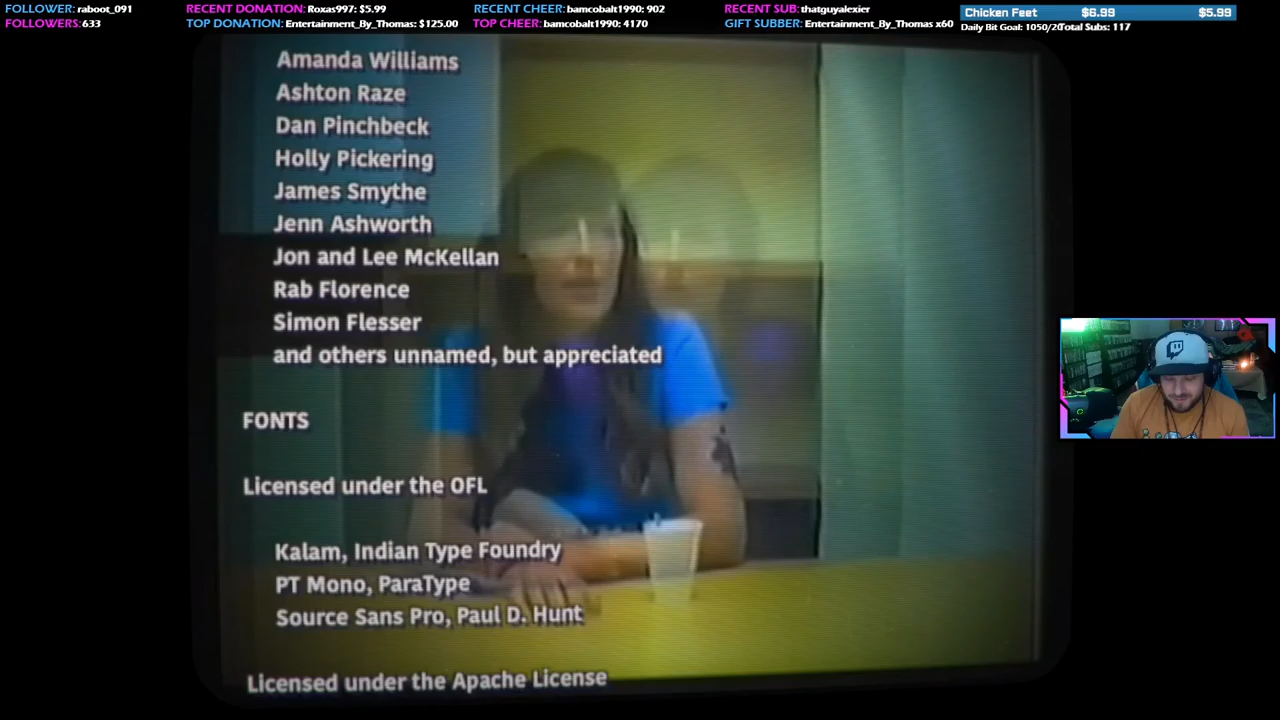 FOLLOWER: raboot_091
FOLLOWERS: 633
RECENT DONATION: Roxas997: $5.99
TOP DONATION: Entertainment_By_Thomas: $125.00
RECENT CHEER: bamcobalt1990: 902
TOP CHEER: bamcobalt1990: 4170
RECENT SUB: thatguyalexier
GIFT SUBBER: Entertainment_By_Thomas x60
Chicken Feet $6.99 $5.99
Daily Bit Goal: 1050/20
Total Subs: 117
Amanda Williams
Ashton Raze
Dan Pinchbeck
Holly Pickering
James Smythe
Jenn Ashworth
Jon and Lee McKellan
Rab Florence
Simon Flesser
and others unnamed, but appreciated
FONTS
Licensed under the OFL
Kalam, Indian Type Foundry
PT Mono, ParaType
Source Sans Pro, Paul D. Hunt
Licensed under the Apache License